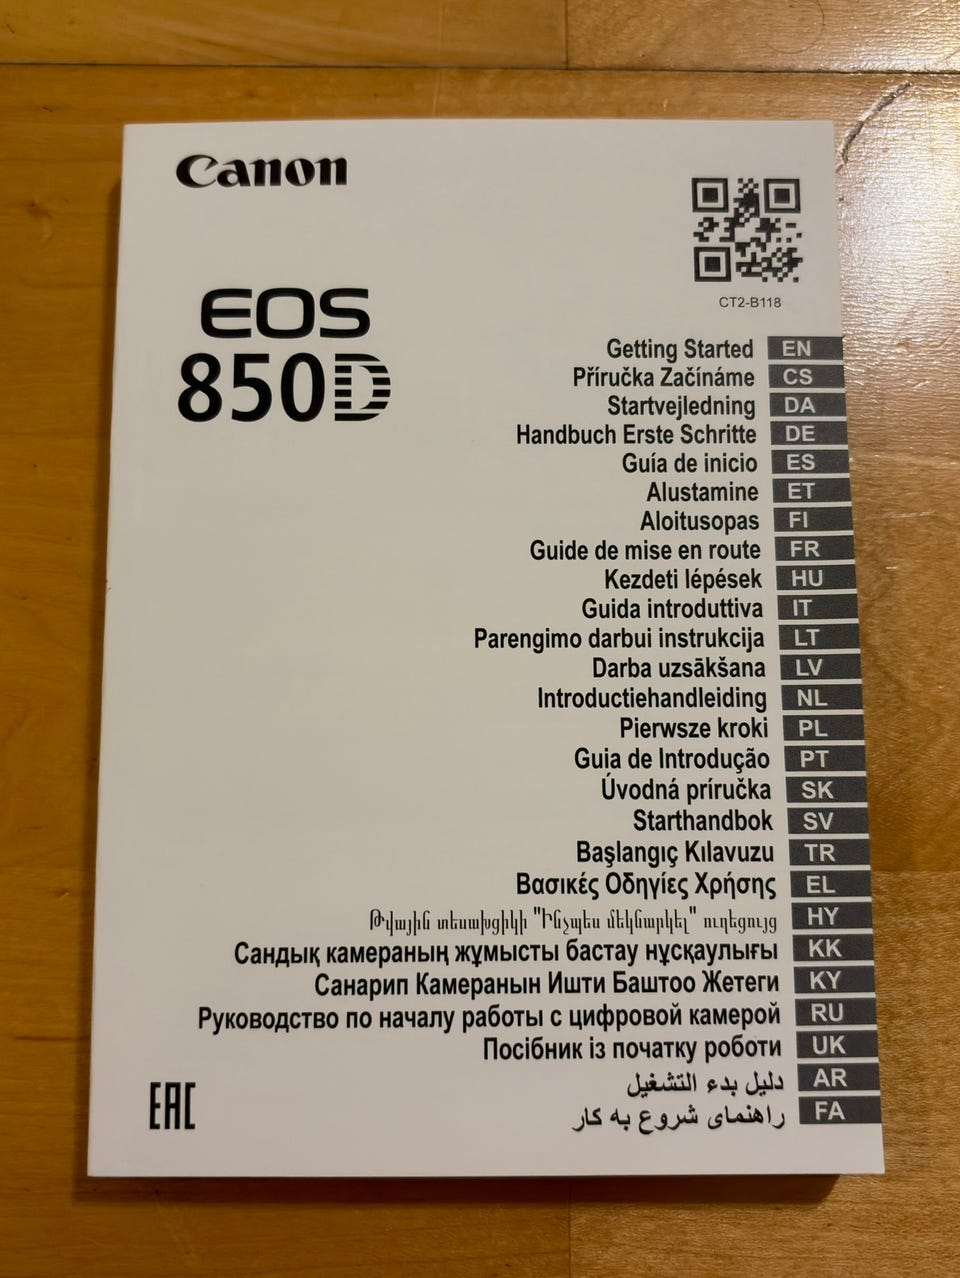 Canon
CT2-B118
EOS
850D
Getting Started EN
Příručka Začínáme CS
Startvejledning DA
Handbuch Erste Schritte DE
Guía de inicio ES
Alustamine ET
Aloitusopas FI
Guide de mise en route FR
Kezdeti lépések HU
Guida introduttiva IT
Parengimo darbui instrukcija LT
Darba uzsākšana LV
Introductiehandleiding NL
Pierwsze kroki PL
Guia de Introdução PT
Úvodná príručka SK
Starthandbok SV
Başlangıç Kılavuzu TR
Βασικές Οδηγίες Χρήσης EL
Թվային տեսախցիկի "Ինչպես մեկնարկել" ուղեցույց HY
Сандық камераның жұмысты бастау нұсқаулығы KK
Санарип Камеранын Ишти Баштоо Жетеги KY
Руководство по началу работы с цифровой камерой RU
Посібник із початку роботи UK
دليل بدء التشغيل AR
راهنمای شروع به کار FA
EAC